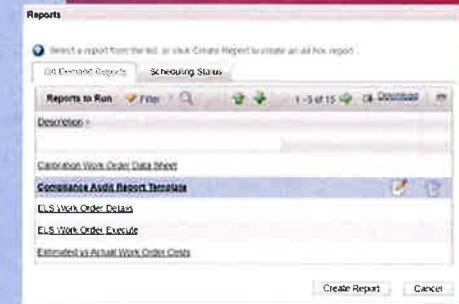 Reports
Select a report from the list, or click Create Report to create an ad hoc report.
On Demand Reports Scheduling Status
Reports to Run Filter 1 - 5 of 15 Download
Description
Calibration Work Order Data Sheet
Compliance Audit Report Template
ELS Work Order Details
ELS Work Order Execute
Estimated vs Actual Work Order Costs
Create Report Cancel